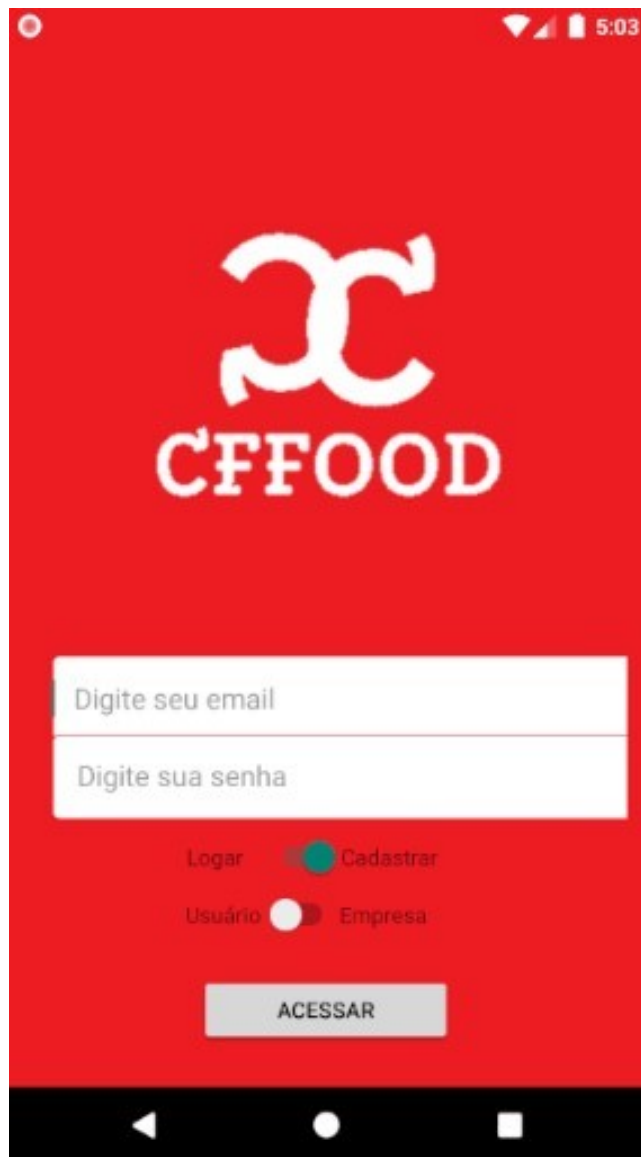 5:03
CFFOOD
Digite seu email
Digite sua senha
Logar Cadastrar
Usuário Empresa
ACESSAR